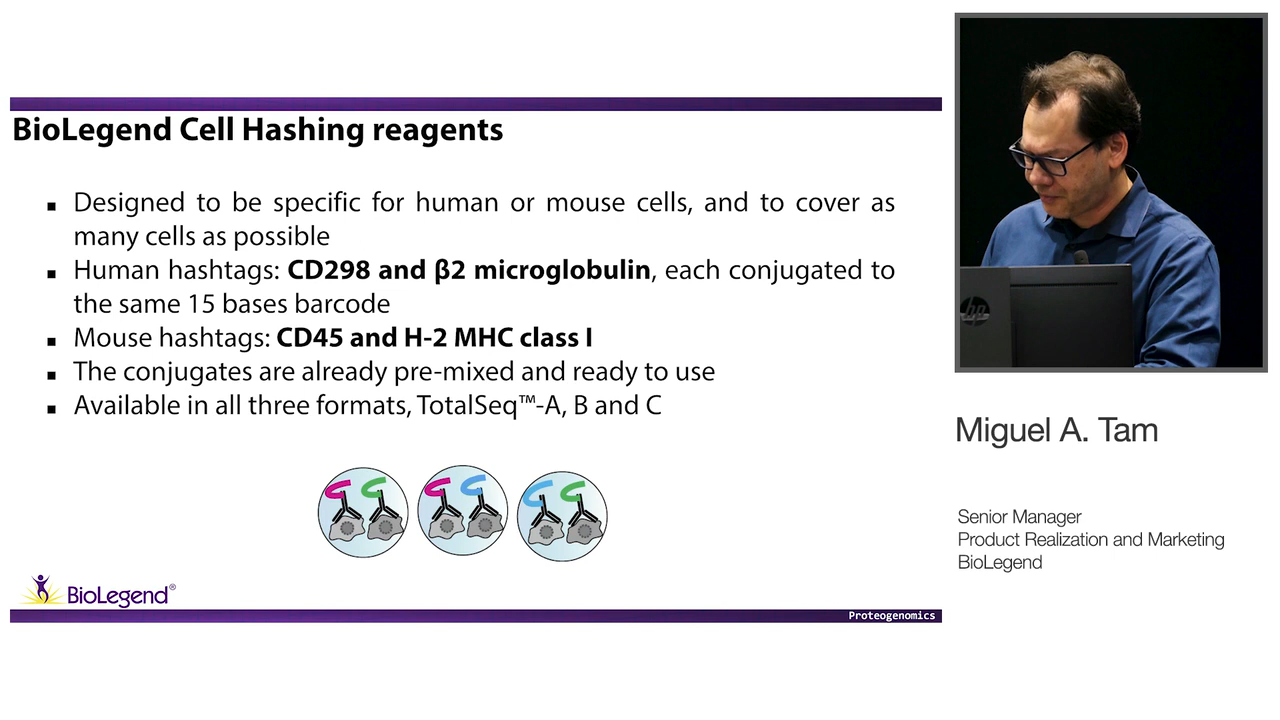 BioLegend Cell Hashing reagents
▪ Designed to be specific for human or mouse cells, and to cover as
many cells as possible
▪ Human hashtags: CD298 and β2 microglobulin, each conjugated to
the same 15 bases barcode
▪ Mouse hashtags: CD45 and H-2 MHC class I
▪ The conjugates are already pre-mixed and ready to use
▪ Available in all three formats, TotalSeq™-A, B and C
BioLegend®
Proteogenomics
hp
Miguel A. Tam
Senior Manager
Product Realization and Marketing
BioLegend